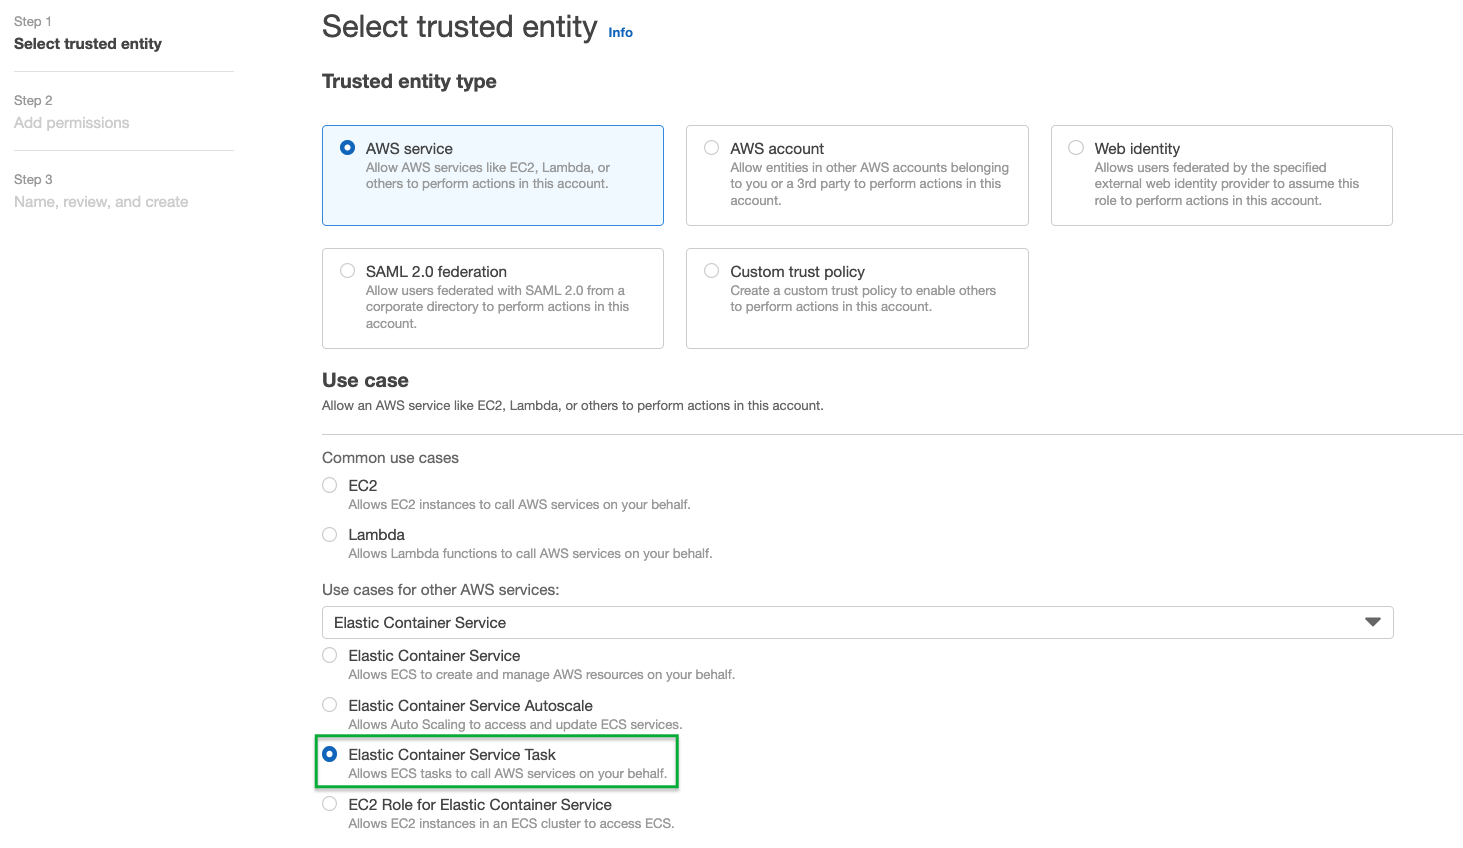 Step 1
Select trusted entity
Step 2
Add permissions
Step 3
Name, review, and create
Select trusted entity Info
Trusted entity type
AWS service
Allow AWS services like EC2, Lambda, or
others to perform actions in this account.
AWS account
Allow entities in other AWS accounts belonging
to you or a 3rd party to perform actions in this
account.
Web identity
Allows users federated by the specified
external web identity provider to assume this
role to perform actions in this account.
SAML 2.0 federation
Allow users federated with SAML 2.0 from a
corporate directory to perform actions in this
account.
Custom trust policy
Create a custom trust policy to enable others
to perform actions in this account.
Use case
Allow an AWS service like EC2, Lambda, or others to perform actions in this account.
Common use cases
EC2
Allows EC2 instances to call AWS services on your behalf.
Lambda
Allows Lambda functions to call AWS services on your behalf.
Use cases for other AWS services:
Elastic Container Service
Elastic Container Service
Allows ECS to create and manage AWS resources on your behalf.
Elastic Container Service Autoscale
Allows Auto Scaling to access and update ECS services.
Elastic Container Service Task
Allows ECS tasks to call AWS services on your behalf.
EC2 Role for Elastic Container Service
Allows EC2 instances in an ECS cluster to access ECS.